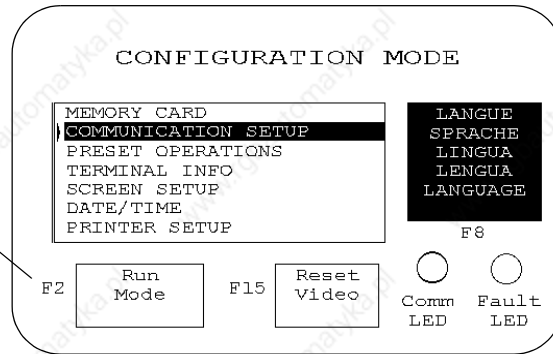 CONFIGURATION MODE
MEMORY CARD
COMMUNICATION SETUP
PRESET OPERATIONS
TERMINAL INFO
SCREEN SETUP
DATE/TIME
PRINTER SETUP
LANGUE
SPRACHE
LINGUA
LENGUA
LANGUAGE
F8
F2
Run
Mode
F15
Reset
Video
Comm
LED
Fault
LED